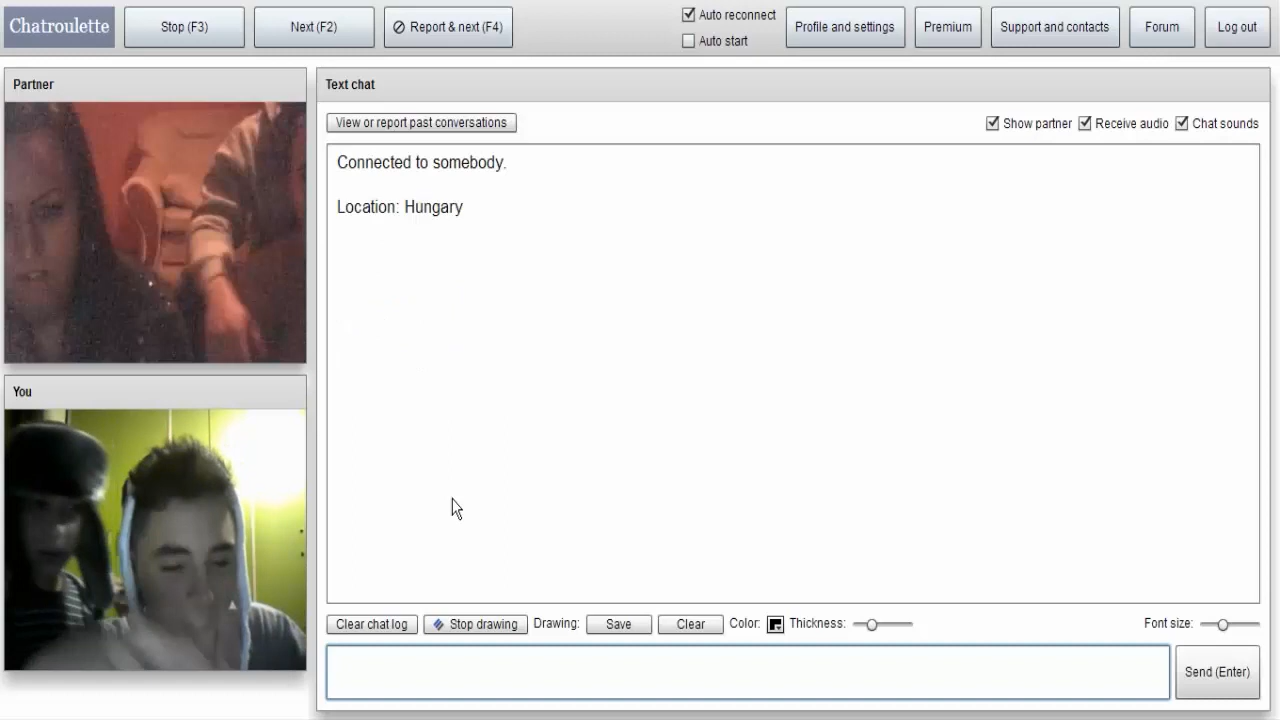 Chatroulette
Stop (F3)
Next (F2)
Report & next (F4)
Auto reconnect
Auto start
Profile and settings
Premium
Support and contacts
Forum
Log out
Partner
Text chat
View or report past conversations
Show partner
Receive audio
Chat sounds
Connected to somebody.
Location: Hungary
You
Clear chat log
Stop drawing
Drawing:
Save
Clear
Color:
Thickness:
Font size:
Send (Enter)